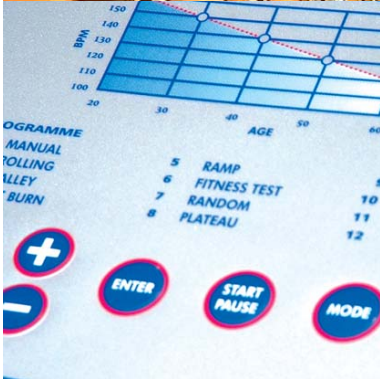 150
140
BPM
130
120
110
100
20 30 40 50 60
AGE
OGRAMME
MANUAL
ROLLING
ALLEY
BURN
5 RAMP
6 FITNESS TEST
7 RANDOM
8 PLATEAU
10
11
12
+
ENTER
START
PAUSE
MODE
−